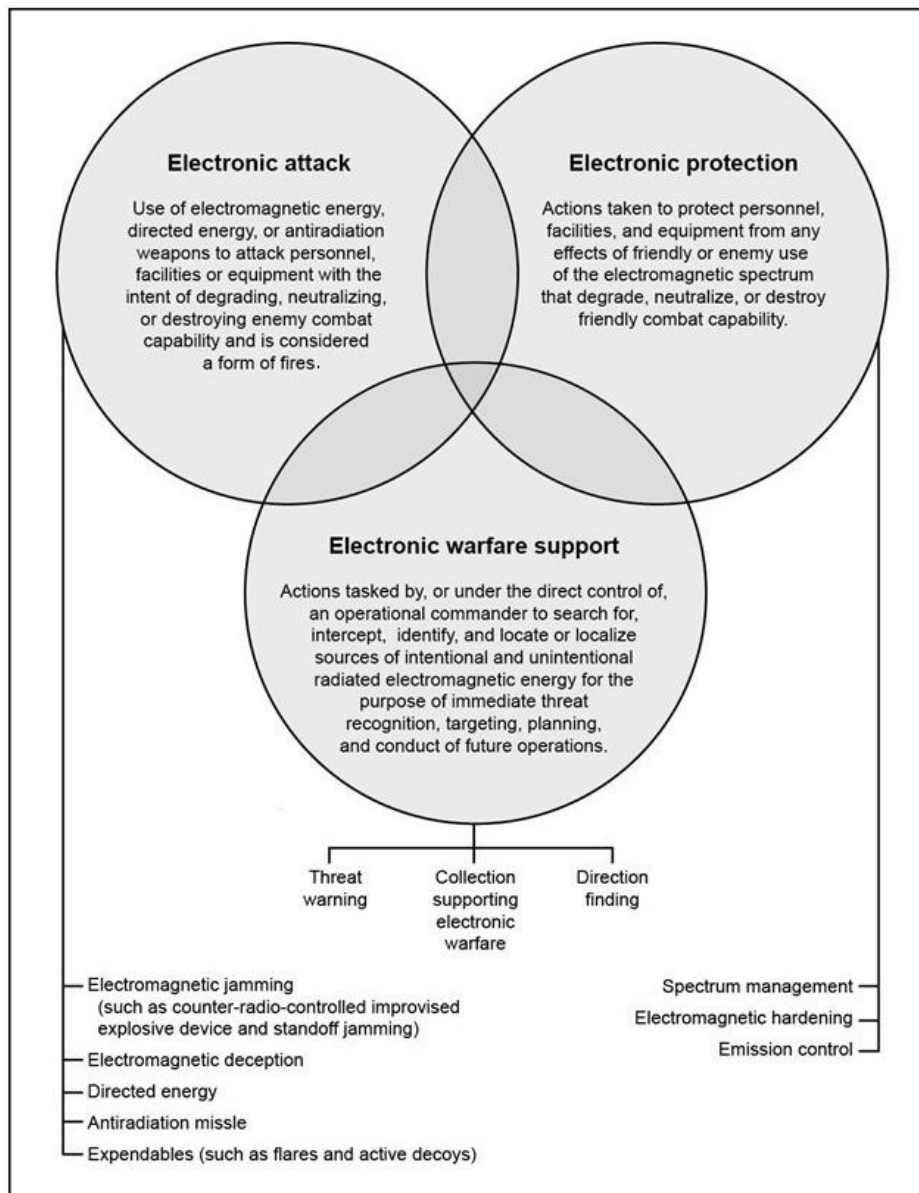 Electronic attack
Use of electromagnetic energy,
directed energy, or antiradiation
weapons to attack personnel,
facilities or equipment with the
intent of degrading, neutralizing,
or destroying enemy combat
capability and is considered
a form of fires.
Electronic protection
Actions taken to protect personnel,
facilities, and equipment from any
effects of friendly or enemy use
of the electromagnetic spectrum
that degrade, neutralize, or destroy
friendly combat capability.
Electronic warfare support
Actions tasked by, or under the direct control of,
an operational commander to search for,
intercept, identify, and locate or localize
sources of intentional and unintentional
radiated electromagnetic energy for the
purpose of immediate threat
recognition, targeting, planning,
and conduct of future operations.
Threat
warning
Collection
supporting
electronic
warfare
Direction
finding
Electromagnetic jamming
(such as counter-radio-controlled improvised
explosive device and standoff jamming)
Electromagnetic deception
Directed energy
Antiradiation missle
Expendables (such as flares and active decoys)
Spectrum management
Electromagnetic hardening
Emission control